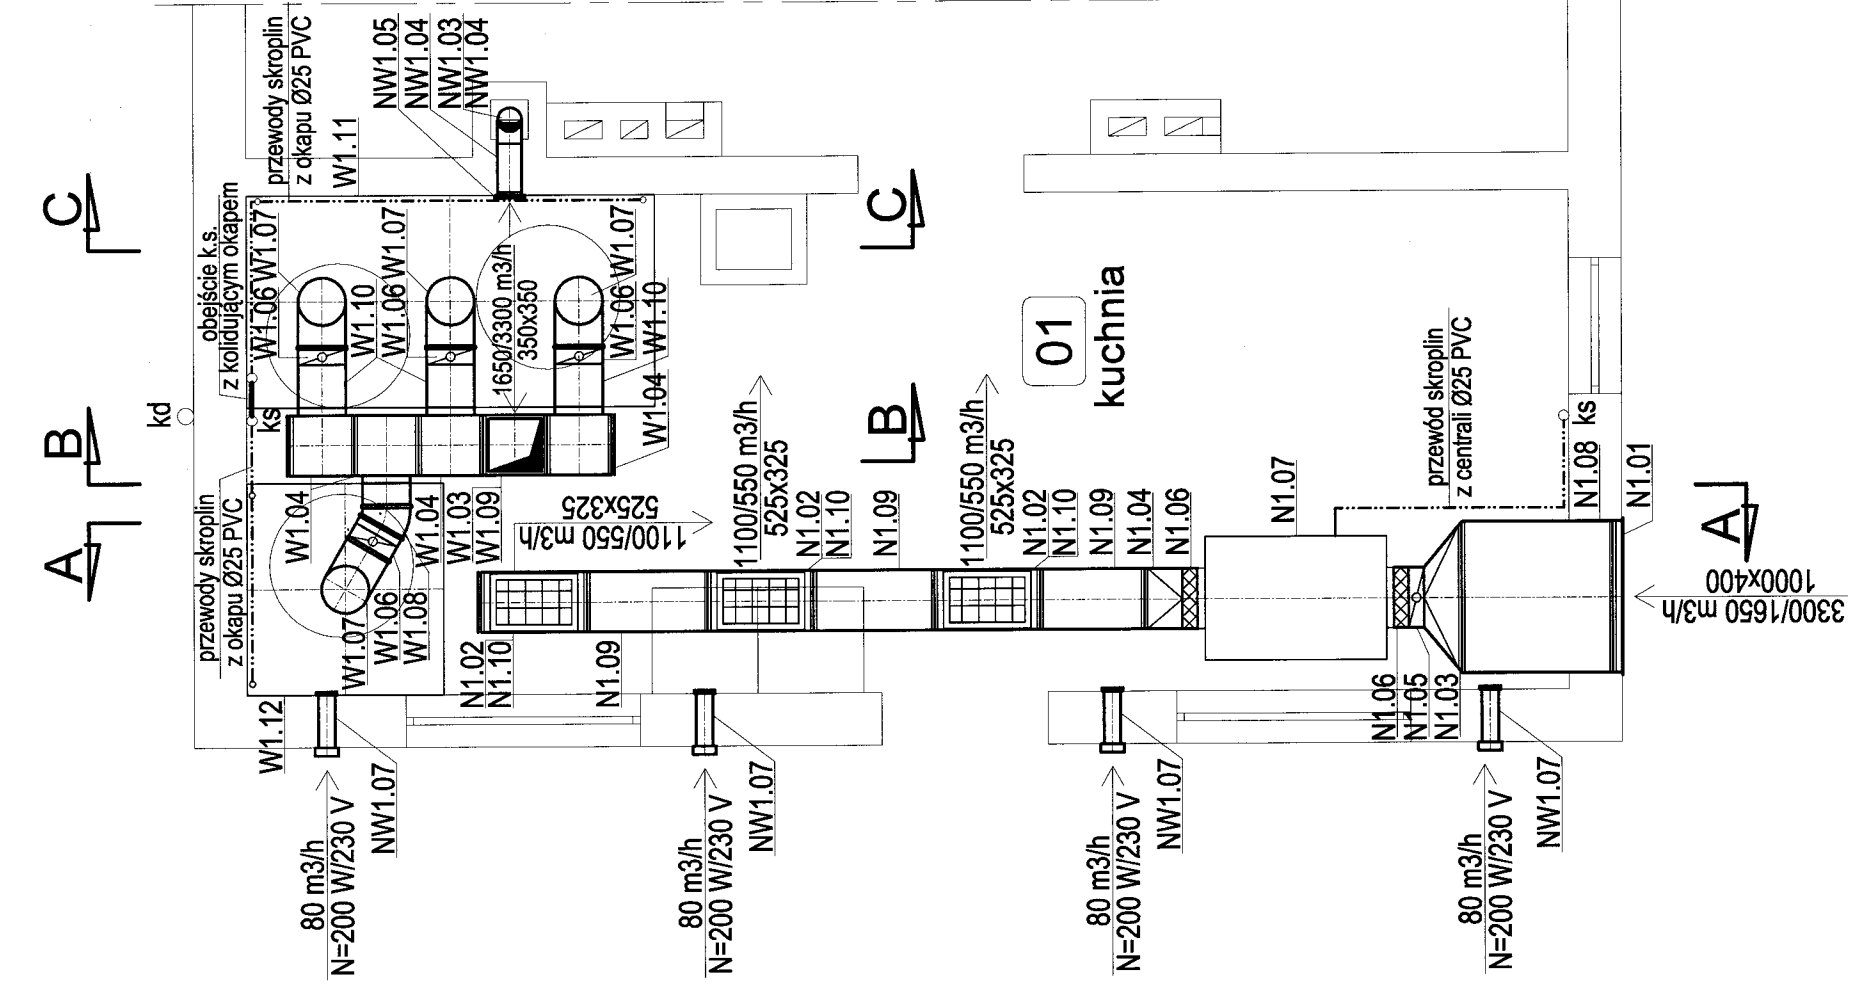 przewody skroplin
z okapu Ø25 PVC
W1.11
NW1.05
NW1.04
NW1.03
NW1.04
C
C
obejście k.s.
z kolidującym okapem
W1.06
W1.07
W1.10
W1.06
W1.07
W1.07
W1.06
W1.10
1650/3300 m3/h
350x350
W1.04
kd
ks
B
B
01
kuchnia
przewody skroplin
z okapu Ø25 PVC
W1.04
W1.04
W1.03
W1.09
W1.07
W1.06
W1.08
W1.12
A
A
1100/550 m3/h
525x325
1100/550 m3/h
525x325
N1.02
N1.10
N1.09
1100/550 m3/h
525x325
N1.02
N1.10
N1.09
N1.04
N1.06
N1.07
przewód skroplin
z centrali Ø25 PVC
ks
N1.08
N1.01
3300/1650 m3/h
1000x400
N1.02
N1.10
N1.09
N1.06
N1.05
N1.03
80 m3/h
N=200 W/230 V
NW1.07
80 m3/h
N=200 W/230 V
NW1.07
80 m3/h
N=200 W/230 V
NW1.07
80 m3/h
N=200 W/230 V
NW1.07